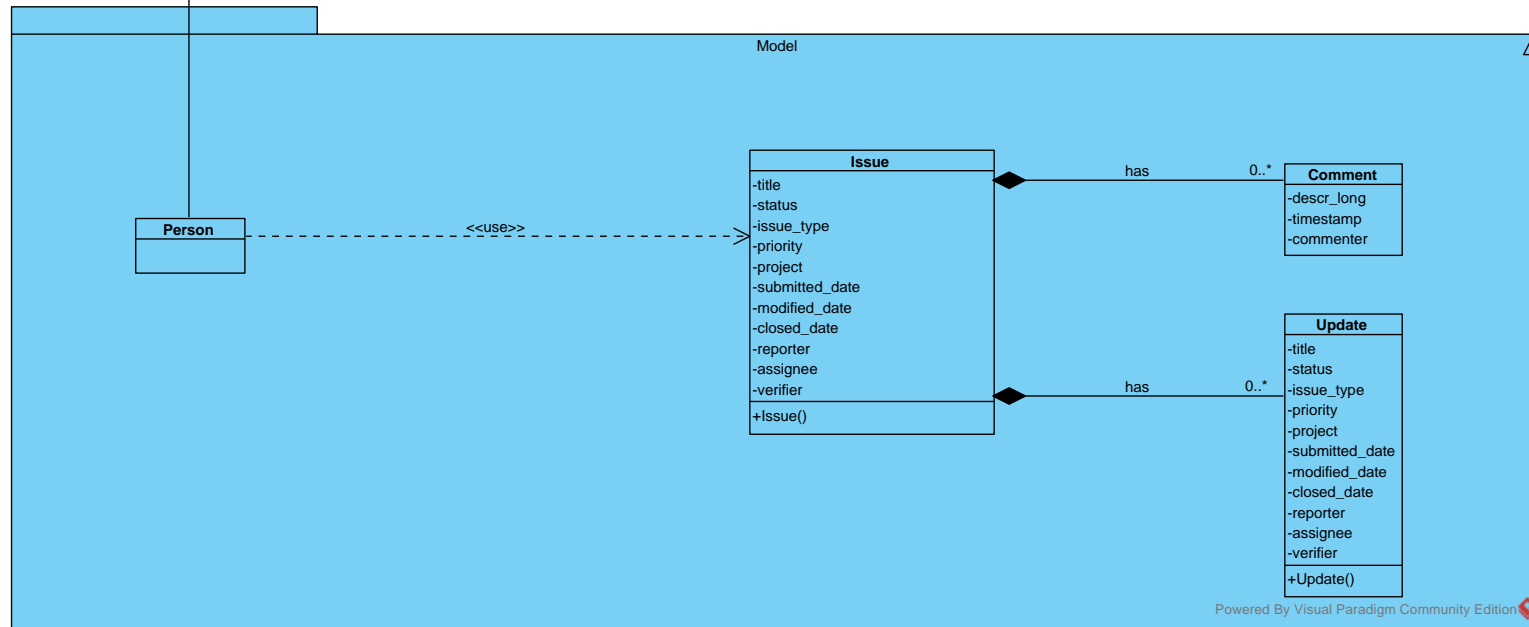 Model
Person
<<use>>
Issue
-title
-status
-issue_type
-priority
-project
-submitted_date
-modified_date
-closed_date
-reporter
-assignee
-verifier
+Issue()
has
0..*
Comment
-descr_long
-timestamp
-commenter
has
0..*
Update
-title
-status
-issue_type
-priority
-project
-submitted_date
-modified_date
-closed_date
-reporter
-assignee
-verifier
+Update()
Powered By Visual Paradigm Community Edition